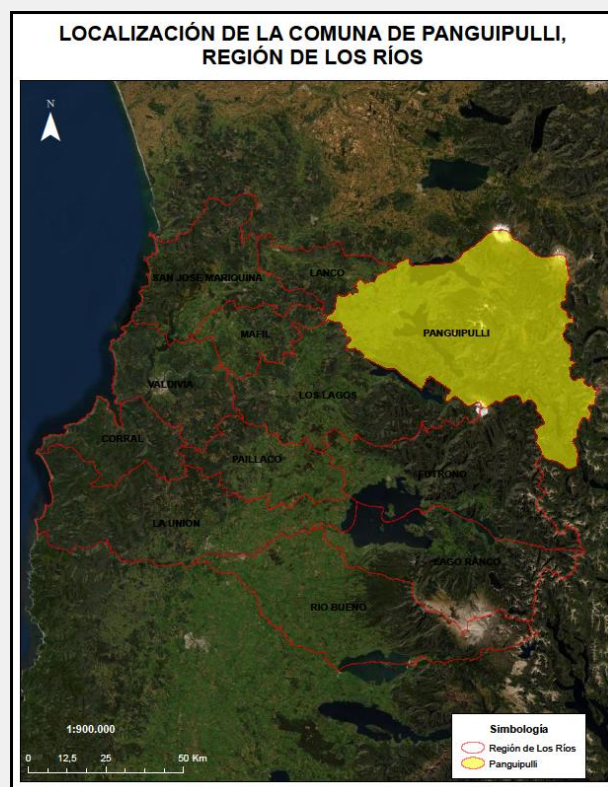 LOCALIZACIÓN DE LA COMUNA DE PANGUIPULLI,
REGIÓN DE LOS RÍOS
N
SAN JOSE MARIQUINA
LANCO
PANGUIPULLI
MAFIL
VALDIVIA
LOS LAGOS
CORRAL
PAILLACO
FUTRONO
LA UNION
LAGO RANCO
RIO BUENO
1:900.000
0 12,5 25 50 Km
Simbología
Región de Los Ríos
Panguipulli